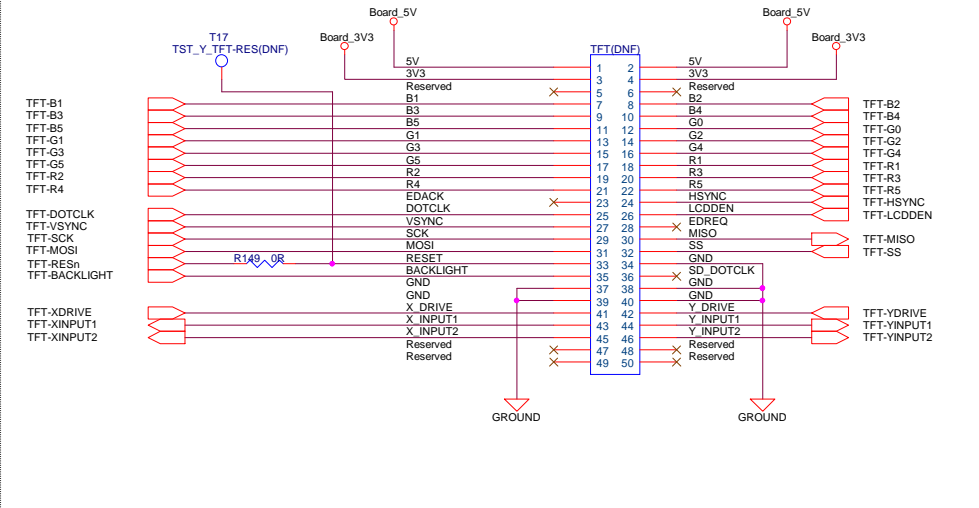 Board_5V Board_5V
T17 Board_3V3 Board_3V3
TST_Y_TFT-RES(DNF) TFT(DNF)
5V 1 2 5V
3V3 3 4 3V3
Reserved 5 6 Reserved
TFT-B1 B1 7 8 B2 TFT-B2
TFT-B3 B3 9 10 B4 TFT-B4
TFT-B5 B5 11 12 G0 TFT-G0
TFT-G1 G1 13 14 G2 TFT-G2
TFT-G3 G3 15 16 G4 TFT-G4
TFT-G5 G5 17 18 R1 TFT-R1
TFT-R2 R2 19 20 R3 TFT-R3
TFT-R4 R4 21 22 R5 TFT-R5
EDACK 23 24 HSYNC TFT-HSYNC
TFT-DOTCLK DOTCLK 25 26 LCDDEN TFT-LCDDEN
TFT-VSYNC VSYNC 27 28 EDREQ
TFT-SCK SCK 29 30 MISO TFT-MISO
TFT-MOSI MOSI 31 32 SS TFT-SS
TFT-RESn R149 0R RESET 33 34 GND
TFT-BACKLIGHT BACKLIGHT 35 36 SD_DOTCLK
GND 37 38 GND
GND 39 40 GND
TFT-XDRIVE X_DRIVE 41 42 Y_DRIVE TFT-YDRIVE
TFT-XINPUT1 X_INPUT1 43 44 Y_INPUT1 TFT-YINPUT1
TFT-XINPUT2 X_INPUT2 45 46 Y_INPUT2 TFT-YINPUT2
Reserved 47 48 Reserved
Reserved 49 50 Reserved
GROUND GROUND